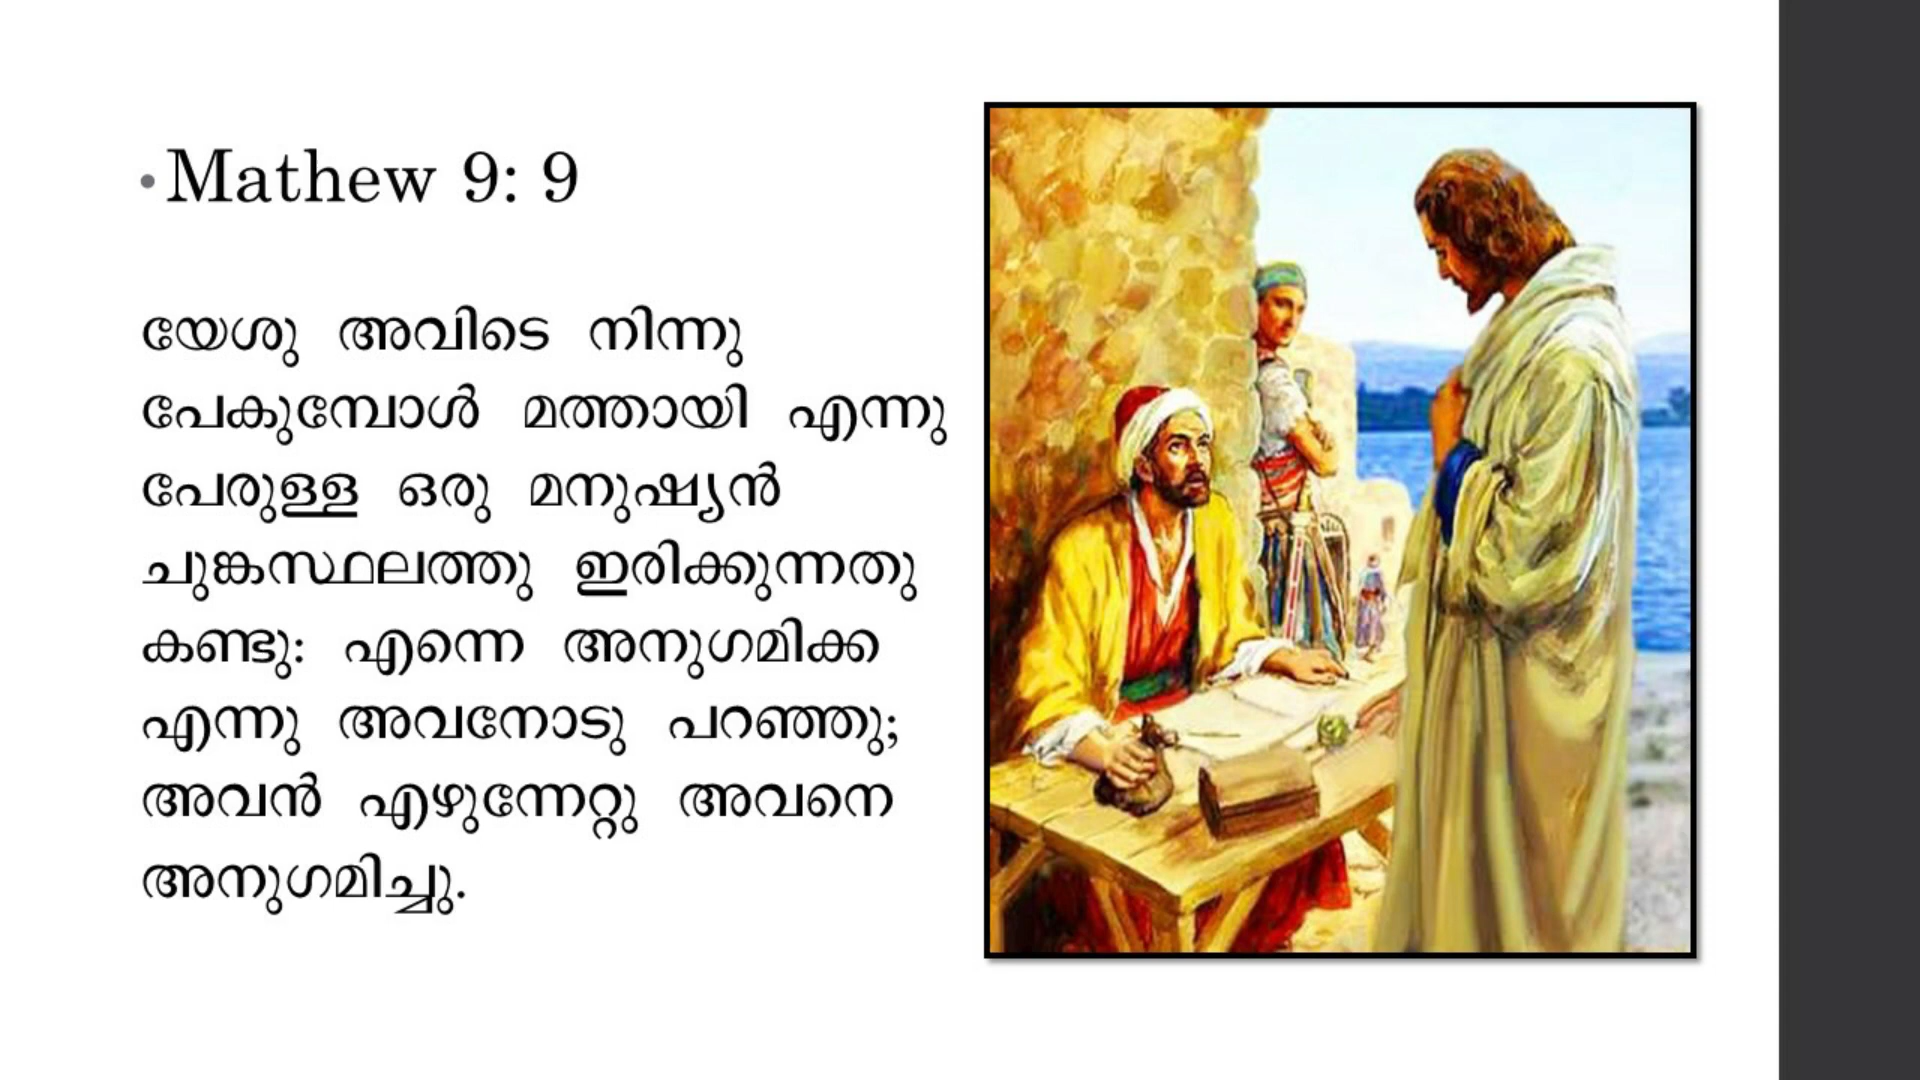 • Mathew 9: 9
യേശു അവിടെ നിന്നു
പേകുമ്പോൾ മത്തായി എന്നു
പേരുള്ള ഒരു മനുഷ്യൻ
ചുങ്കസ്ഥലത്തു ഇരിക്കുന്നതു
കണ്ടു: എന്നെ അനുഗമിക്ക
എന്നു അവനോടു പറഞ്ഞു;
അവൻ എഴുന്നേറ്റു അവനെ
അനുഗമിച്ചു.